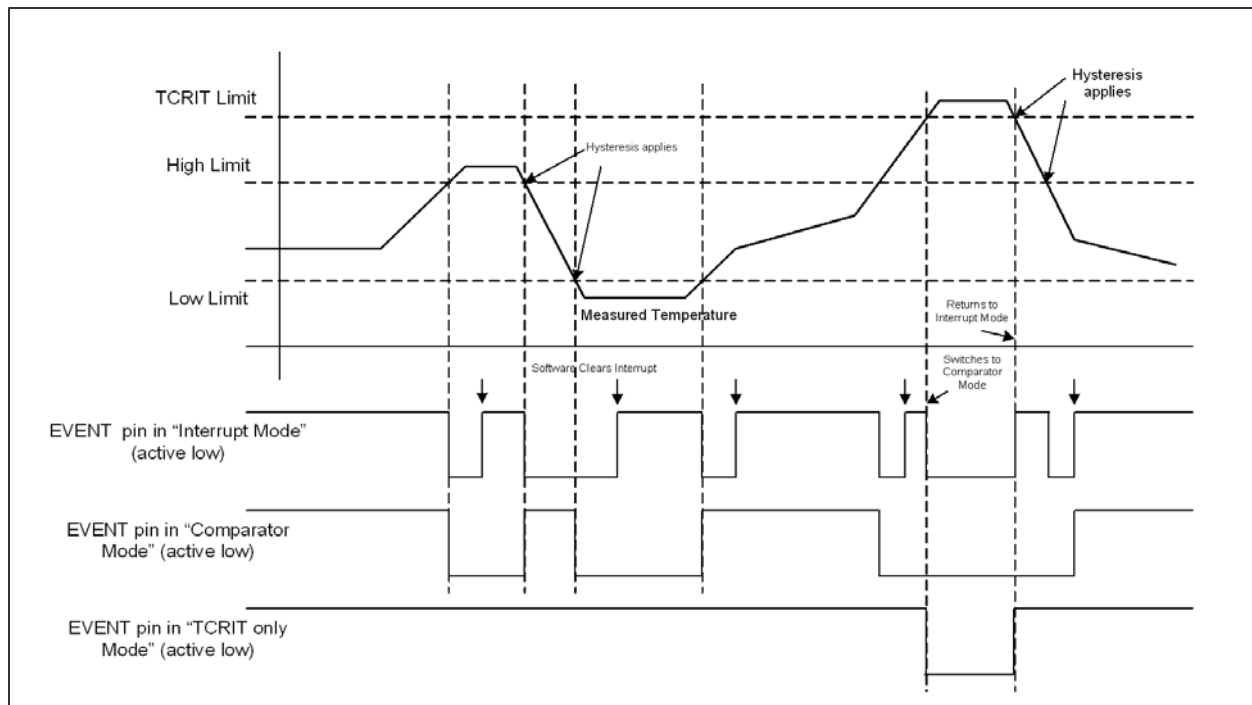 TCRIT Limit
Hysteresis
applies
High Limit
Hysteresis applies
Low Limit
Measured Temperature
Returns to
Interrupt Mode
Software Clears Interrupt
Switches to
Comparator
Mode
EVENT pin in “Interrupt Mode”
(active low)
EVENT pin in “Comparator
Mode” (active low)
EVENT pin in “TCRIT only
Mode” (active low)